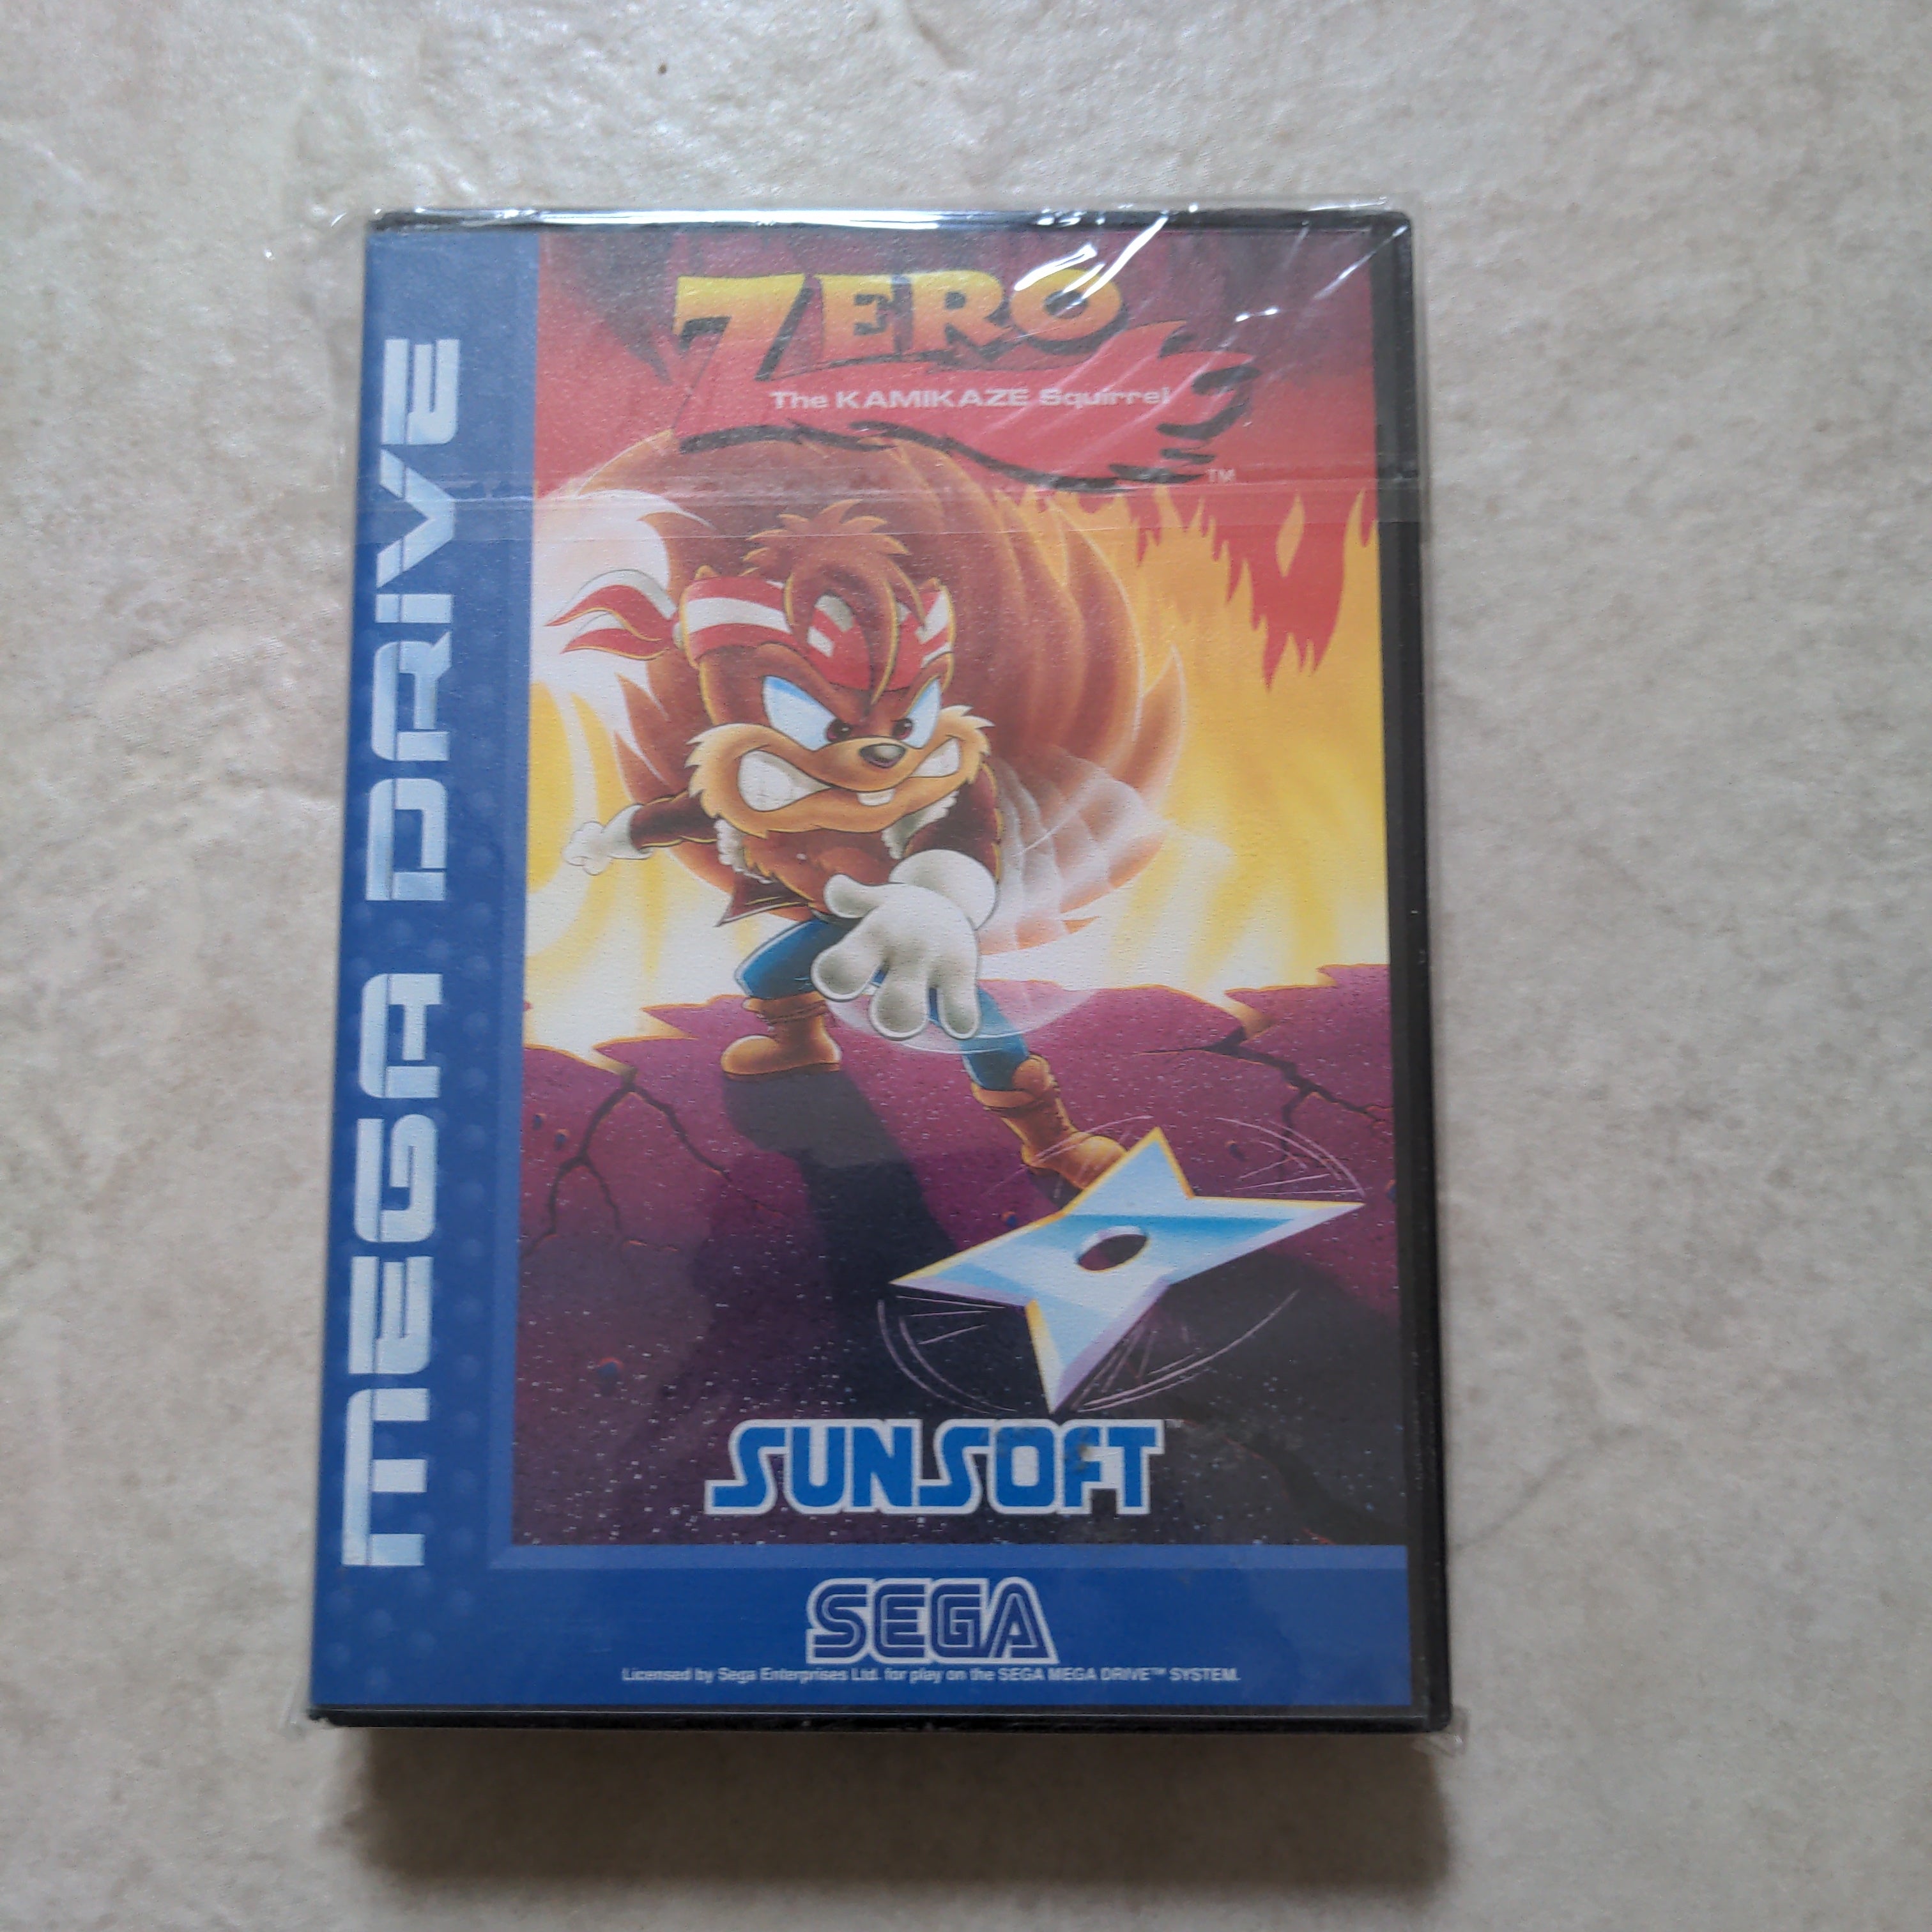 MEGA DRIVE
ZERO
The KAMIKAZE Squirrel
TM
SUNSOFT
SEGA
Licensed by Sega Enterprises Ltd. for play on the SEGA MEGA DRIVE™ SYSTEM.